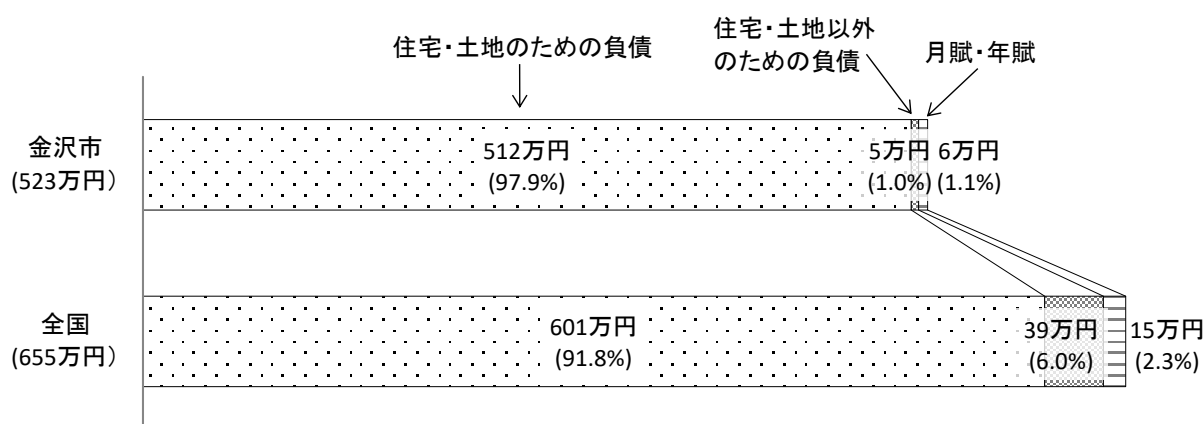 住宅・土地のための負債
住宅・土地以外
のための負債
月賦・年賦
金沢市
(523万円）
512万円
(97.9%)
5万円
(1.0%)
6万円
(1.1%)
全国
(655万円）
601万円
(91.8%)
39万円
(6.0%)
15万円
(2.3%)